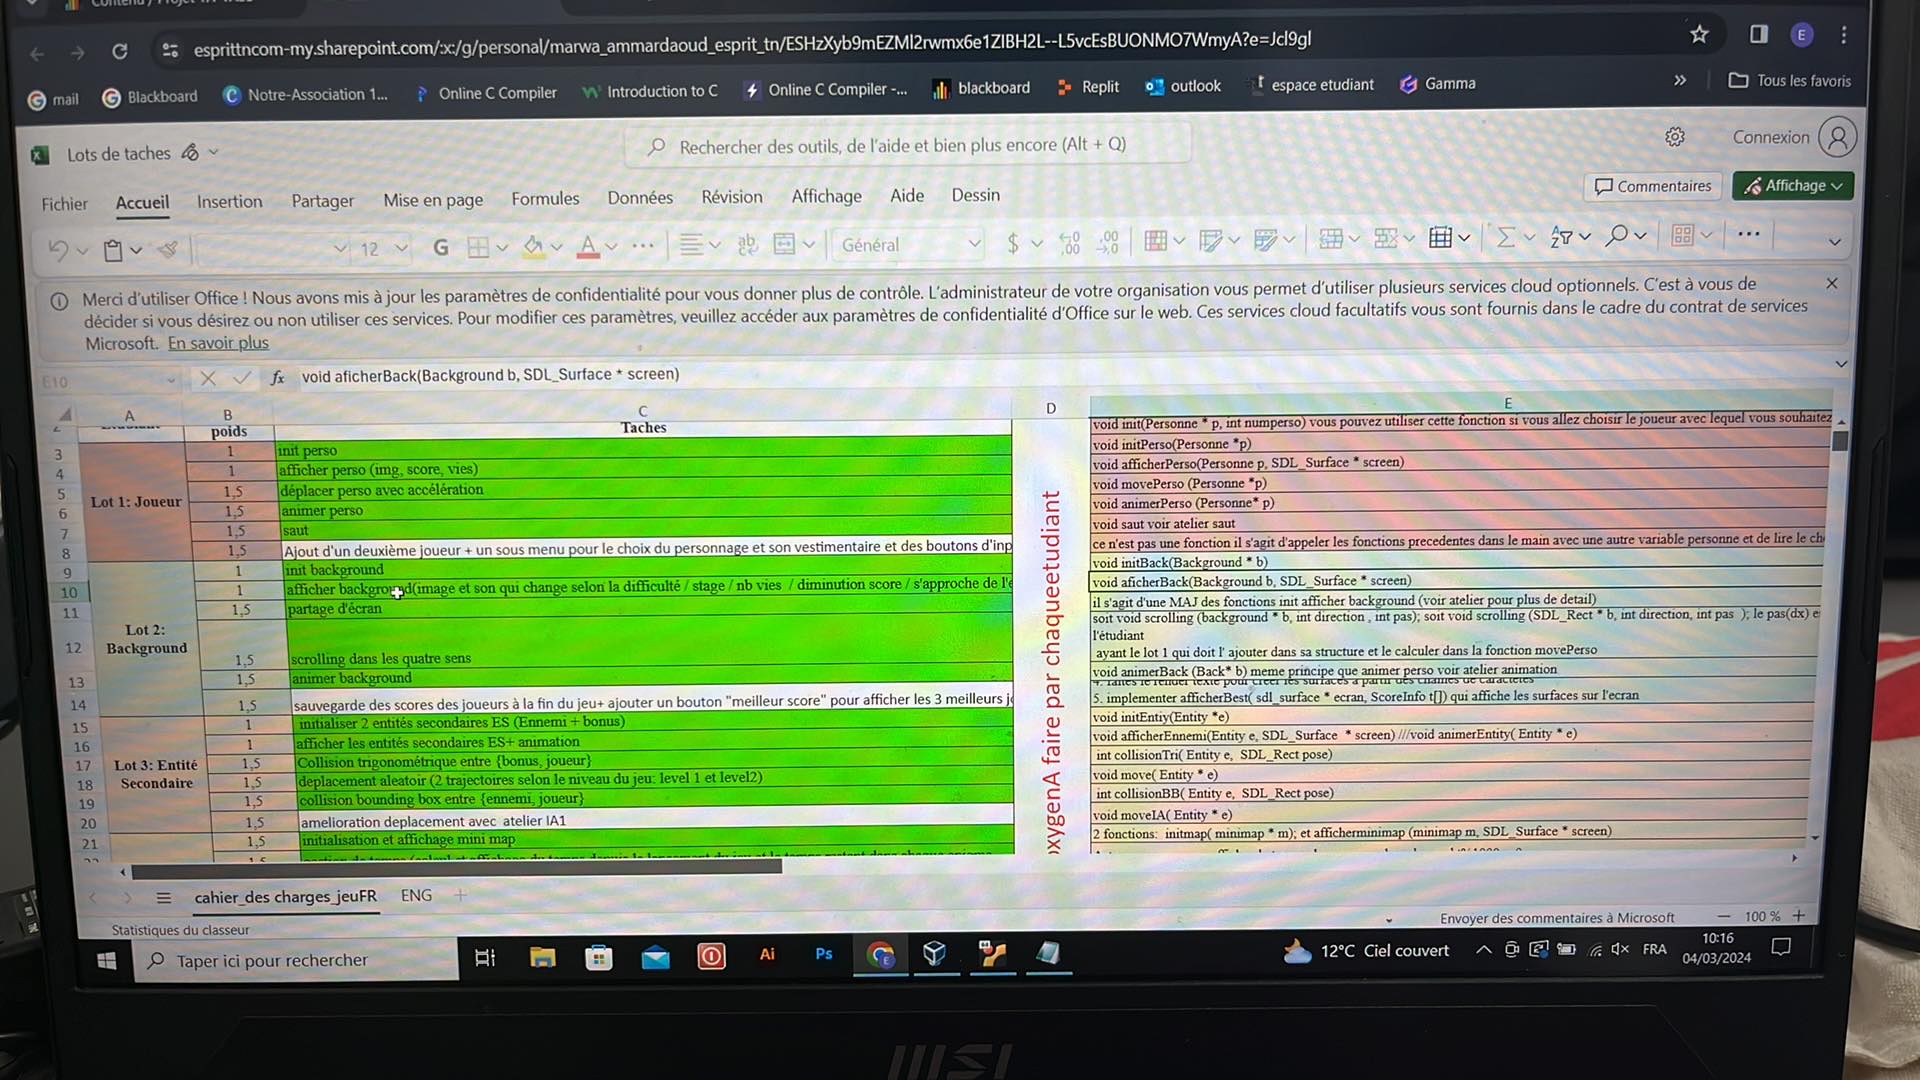 esprittncom-my.sharepoint.com/:x:/g/personal/marwa_ammardaoud_esprit_tn/ESHzXyb9mEZMl2rwmx6e1ZIBH2L--L5vcEsBUONMO7WmyA?e=Jcl9gl
E
mail
Blackboard
Notre-Association 1...
Online C Compiler
Introduction to C
Online C Compiler -...
blackboard
Replit
outlook
espace etudiant
Gamma
Tous les favoris
Lots de taches
Rechercher des outils, de l'aide et bien plus encore (Alt + Q)
Connexion
Fichier Accueil Insertion Partager Mise en page Formules Données Révision Affichage Aide Dessin
Commentaires
Affichage
12 G A Général $
Merci d'utiliser Office ! Nous avons mis à jour les paramètres de confidentialité pour vous donner plus de contrôle. L'administrateur de votre organisation vous permet d'utiliser plusieurs services cloud optionnels. C'est à vous de
décider si vous désirez ou non utiliser ces services. Pour modifier ces paramètres, veuillez accéder aux paramètres de confidentialité d'Office sur le web. Ces services cloud facultatifs vous sont fournis dans le cadre du contrat de services
Microsoft. En savoir plus
E10 fx void aficherBack(Background b, SDL_Surface * screen)
A B C D E
poids Taches void init(Personne * p, int numperso) vous pouvez utiliser cette fonction si vous allez choisir le joueur avec lequel vous souhaitez
3 1 init perso void initPerso(Personne *p)
4 1 afficher perso (img, score, vies) void afficherPerso(Personne p, SDL_Surface * screen)
5 Lot 1: Joueur 1,5 déplacer perso avec accélération void movePerso (Personne *p)
6 1,5 animer perso void animerPerso (Personne* p)
7 1,5 saut void saut voir atelier saut
8 1,5 Ajout d'un deuxième joueur + un sous menu pour le choix du personnage et son vestimentaire et des boutons d'inp ce n'est pas une fonction il s'agit d'appeler les fonctions precedentes dans le main avec une autre variable personne et de lire le ch
9 1 init background void initBack(Background * b)
10 1 afficher background(image et son qui change selon la difficulté / stage / nb vies / diminution score / s'approche de l'e void aficherBack(Background b, SDL_Surface * screen)
11 1,5 partage d'écran il s'agit d'une MAJ des fonctions init afficher background (voir atelier pour plus de detail)
Lot 2:
Background
12 1,5 scrolling dans les quatre sens soit void scrolling (background * b, int direction , int pas); soit void scrolling (SDL_Rect * b, int direction, int pas ); le pas(dx) e
l'étudiant
ayant le lot 1 qui doit l' ajouter dans sa structure et le calculer dans la fonction movePerso
13 1,5 animer background void animerBack (Back* b) meme principe que animer perso voir atelier animation
14 1,5 sauvegarde des scores des joueurs à la fin du jeu+ ajouter un bouton "meilleur score" pour afficher les 3 meilleurs j
5. implementer afficherBest( sdl_surface * ecran, ScoreInfo t[]) qui affiche les surfaces sur l'ecran
15 1 initialiser 2 entités secondaires ES (Ennemi + bonus) void initEntiy(Entity *e)
16 1 afficher les entités secondaires ES+ animation void afficherEnnemi(Entity e, SDL_Surface * screen) ///void animerEntity( Entity * e)
17 Lot 3: Entité 1,5 Collision trigonométrique entre {bonus, joueur} int collisionTri( Entity e, SDL_Rect pose)
18 Secondaire 1,5 deplacement aleatoir (2 trajectoires selon le niveau du jeu: level 1 et level2) void move( Entity * e)
19 1,5 collision bounding box entre {ennemi, joueur} int collisionBB( Entity e, SDL_Rect pose)
20 1,5 amelioration deplacement avec atelier IA1 void moveIA( Entity * e)
21 1,5 initialisation et affichage mini map 2 fonctions: initmap( minimap * m); et afficherminimap (minimap m, SDL_Surface * screen)
oxygenA faire par chaqueetudiant
cahier_des charges_jeuFR ENG
Statistiques du classeur
Envoyer des commentaires à Microsoft
100 %
Taper ici pour rechercher
Ai
Ps
12°C Ciel couvert
FRA
10:16
04/03/2024
msi